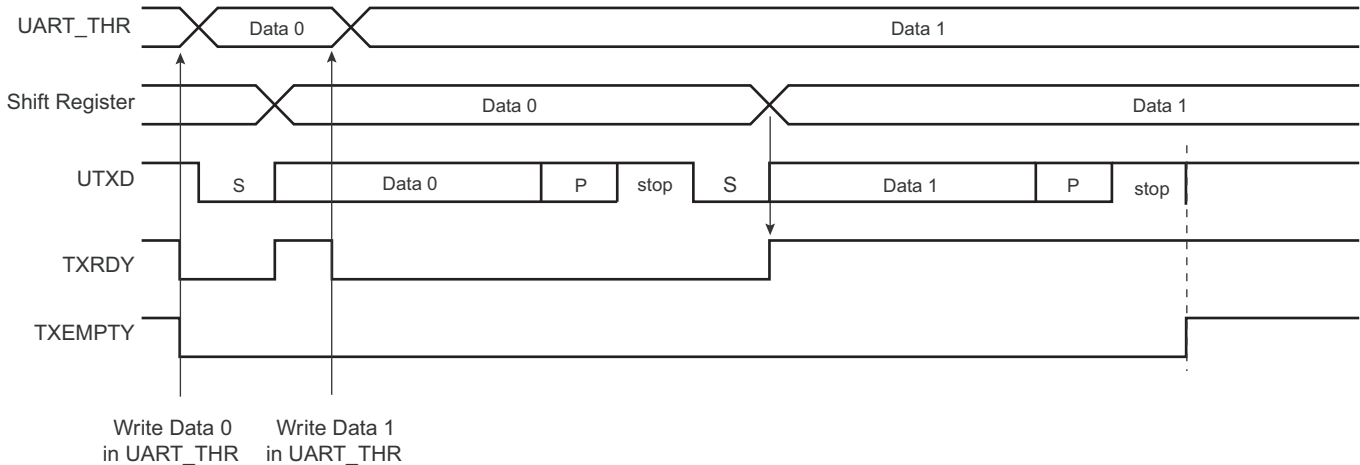 UART_THR Data 0 Data 1
Shift Register Data 0 Data 1
UTXD S Data 0 P stop S Data 1 P stop
TXRDY
TXEMPTY
Write Data 0 Write Data 1
in UART_THR in UART_THR